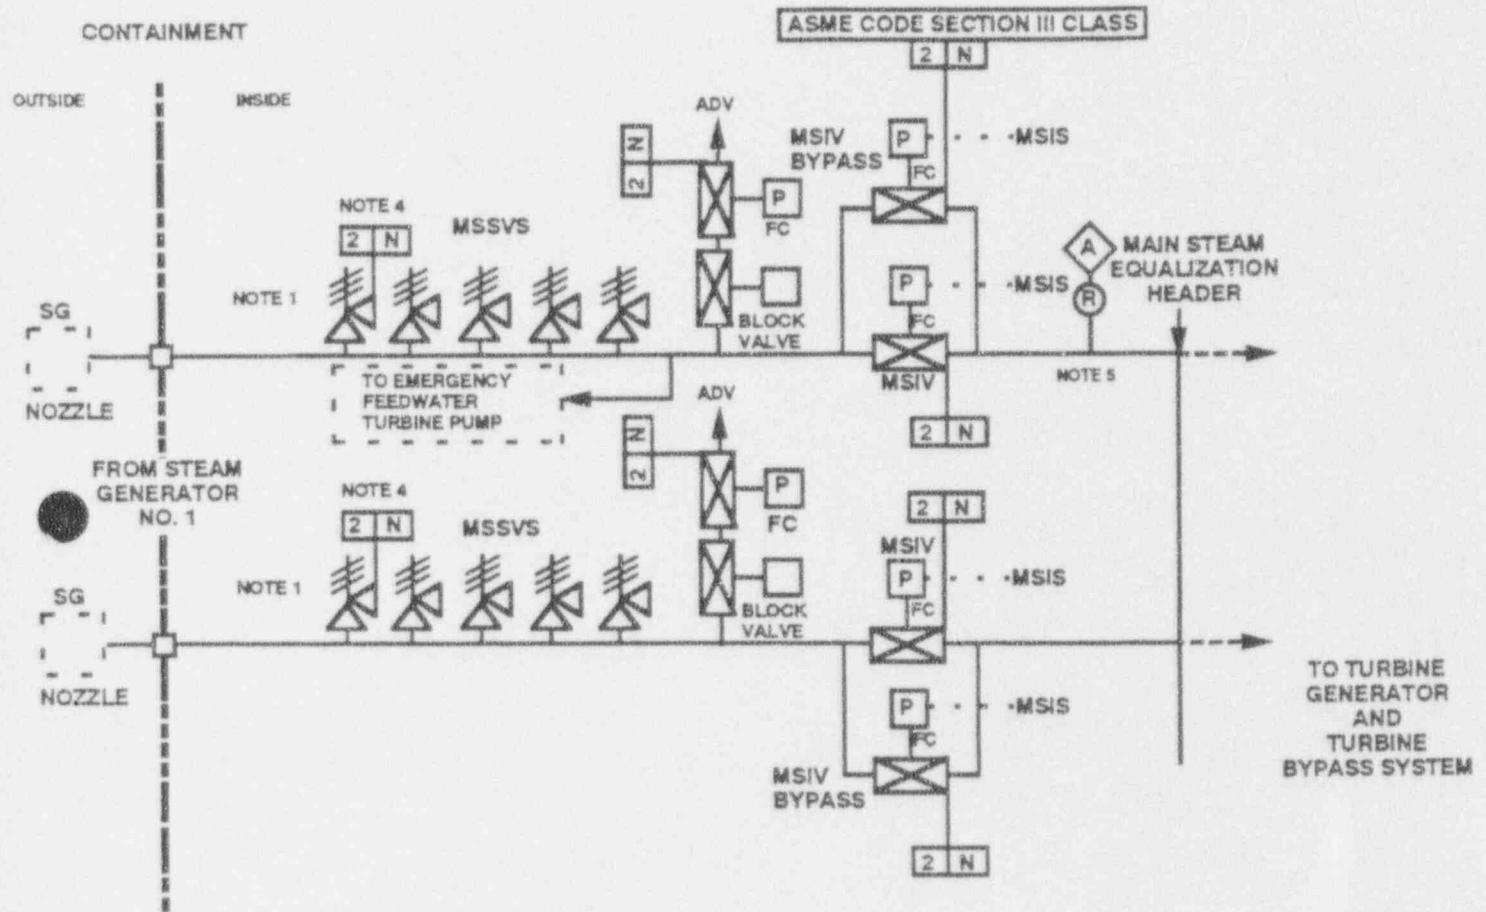 ASME CODE SECTION III CLASS
2 N
CONTAINMENT
OUTSIDE
INSIDE
ADV
2 N
P
FC
MSIV
BYPASS
P
FC
MSIS
NOTE 4
2 N
MSSVS
NOTE 1
BLOCK
VALVE
P
FC
MSIS
MSIV
2 N
A
R
MAIN STEAM
EQUALIZATION
HEADER
NOTE 5
SG
NOZZLE
TO EMERGENCY
FEEDWATER
TURBINE PUMP
FROM STEAM
GENERATOR
NO. 1
ADV
2 N
P
FC
NOTE 4
2 N
MSSVS
NOTE 1
BLOCK
VALVE
2 N
MSIV
P
FC
MSIS
SG
NOZZLE
P
FC
MSIS
MSIV
BYPASS
2 N
TO TURBINE
GENERATOR
AND
TURBINE
BYPASS SYSTEM